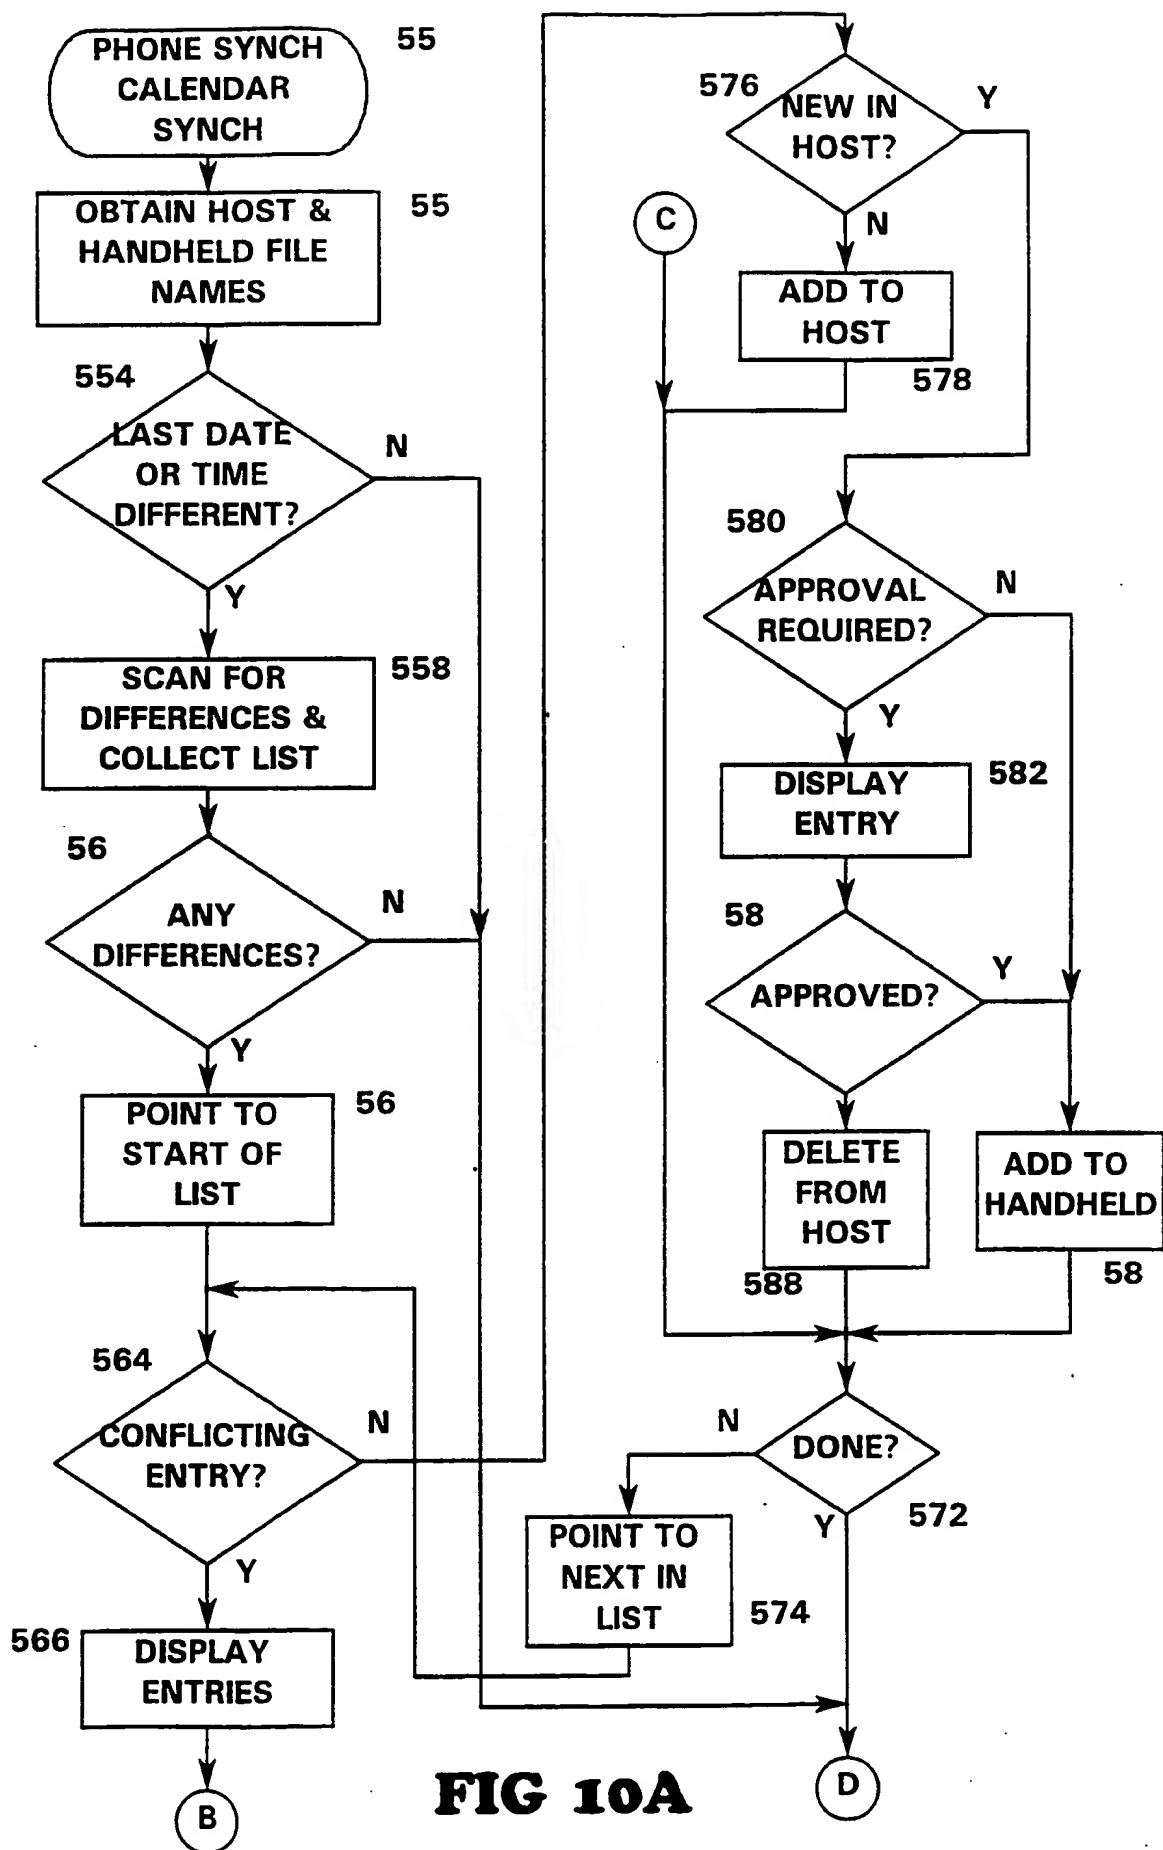 PHONE SYNCH
CALENDAR
SYNCH
55
OBTAIN HOST &
HANDHELD FILE
NAMES
55
554
LAST DATE
OR TIME
DIFFERENT?
N
Y
SCAN FOR
DIFFERENCES &
COLLECT LIST
558
56
ANY
DIFFERENCES?
N
Y
POINT TO
START OF
LIST
56
564
CONFLICTING
ENTRY?
N
Y
566
DISPLAY
ENTRIES
B
576
NEW IN
HOST?
Y
N
C
ADD TO
HOST
578
580
APPROVAL
REQUIRED?
N
Y
DISPLAY
ENTRY
582
58
APPROVED?
Y
DELETE
FROM
HOST
588
ADD TO
HANDHELD
58
DONE?
N
Y
572
POINT TO
NEXT IN
LIST
574
D
FIG 10A